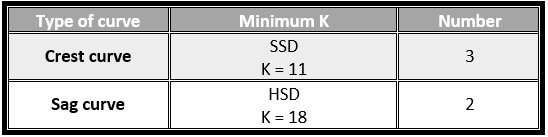 Type of curve Minimum K Number
Crest curve SSD 3
K = 11
Sag curve HSD 2
K = 18